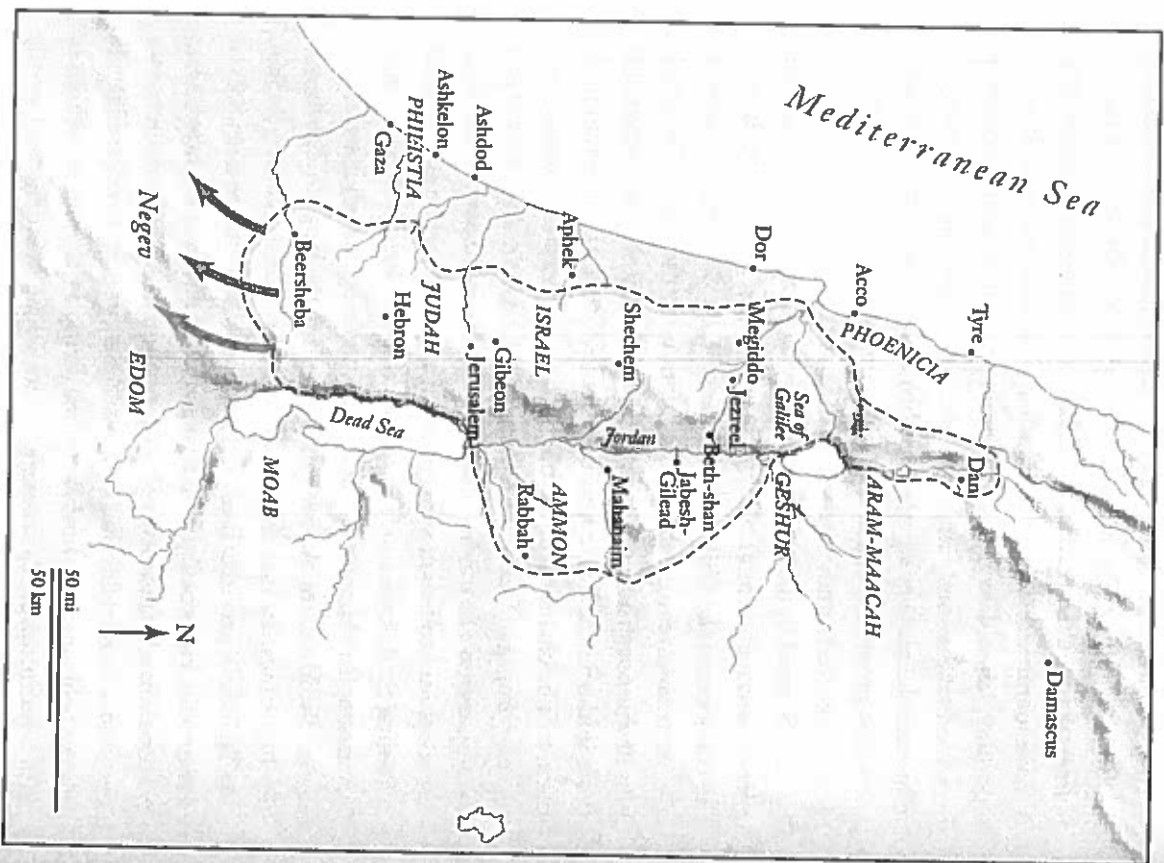 Mediterranean Sea
Tyre
PHOENICIA
Acco
Dor
Dan
Damascus
ARAM-MAACAH
Sea of
Galilee
GESHUR
Megiddo
Jezreel
Beth-shan
Jabesh-
Gilead
Jordan
Shechem
Mahanaim
Aphek
ISRAEL
AMMON
Rabbah
Gibeon
Jerusalem
Ashdod
Ashkelon
PHILISTIA
Gaza
JUDAH
Hebron
Dead Sea
Beersheba
MOAB
Negev
EDOM
N
50 mi
50 km